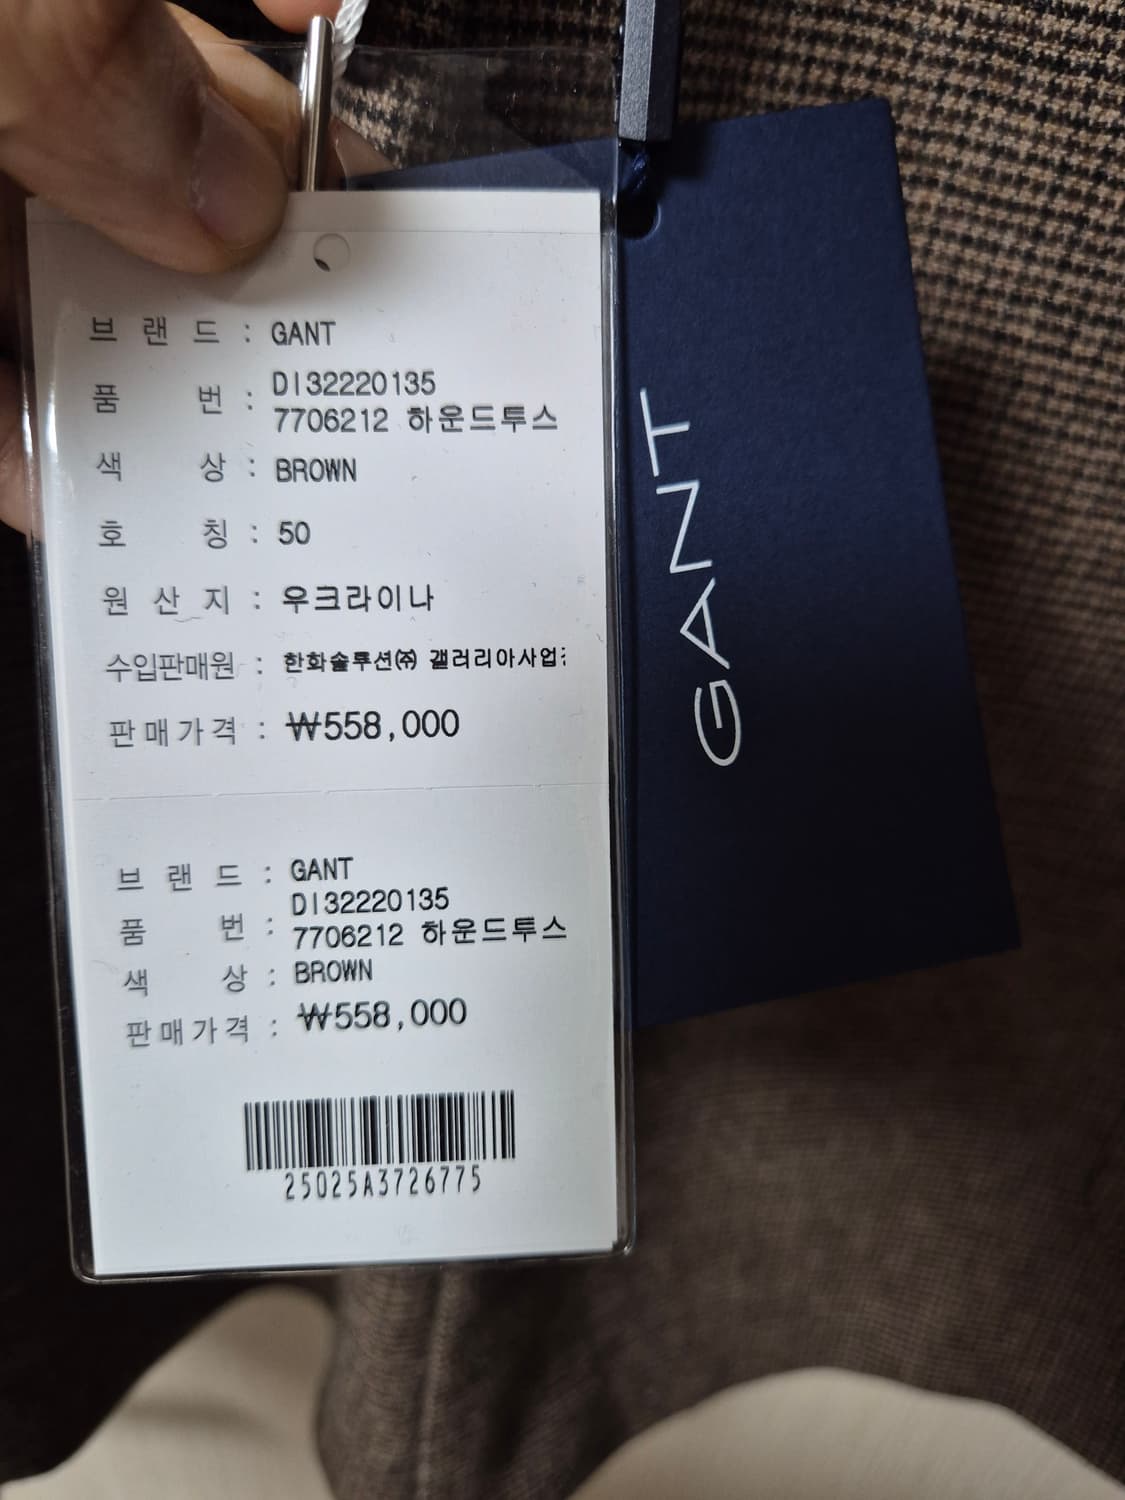 브랜드 : GANT
품번 : DI32220135
7706212 하운드투스
색상 : BROWN
호칭 : 50
원산지 : 우크라이나
수입판매원 : 한화솔루션㈜ 갤러리아사업
판매가격 : ₩558,000
브랜드 : GANT
품번 : DI32220135
7706212 하운드투스
색상 : BROWN
판매가격 : ₩558,000
25025A3726775
GANT